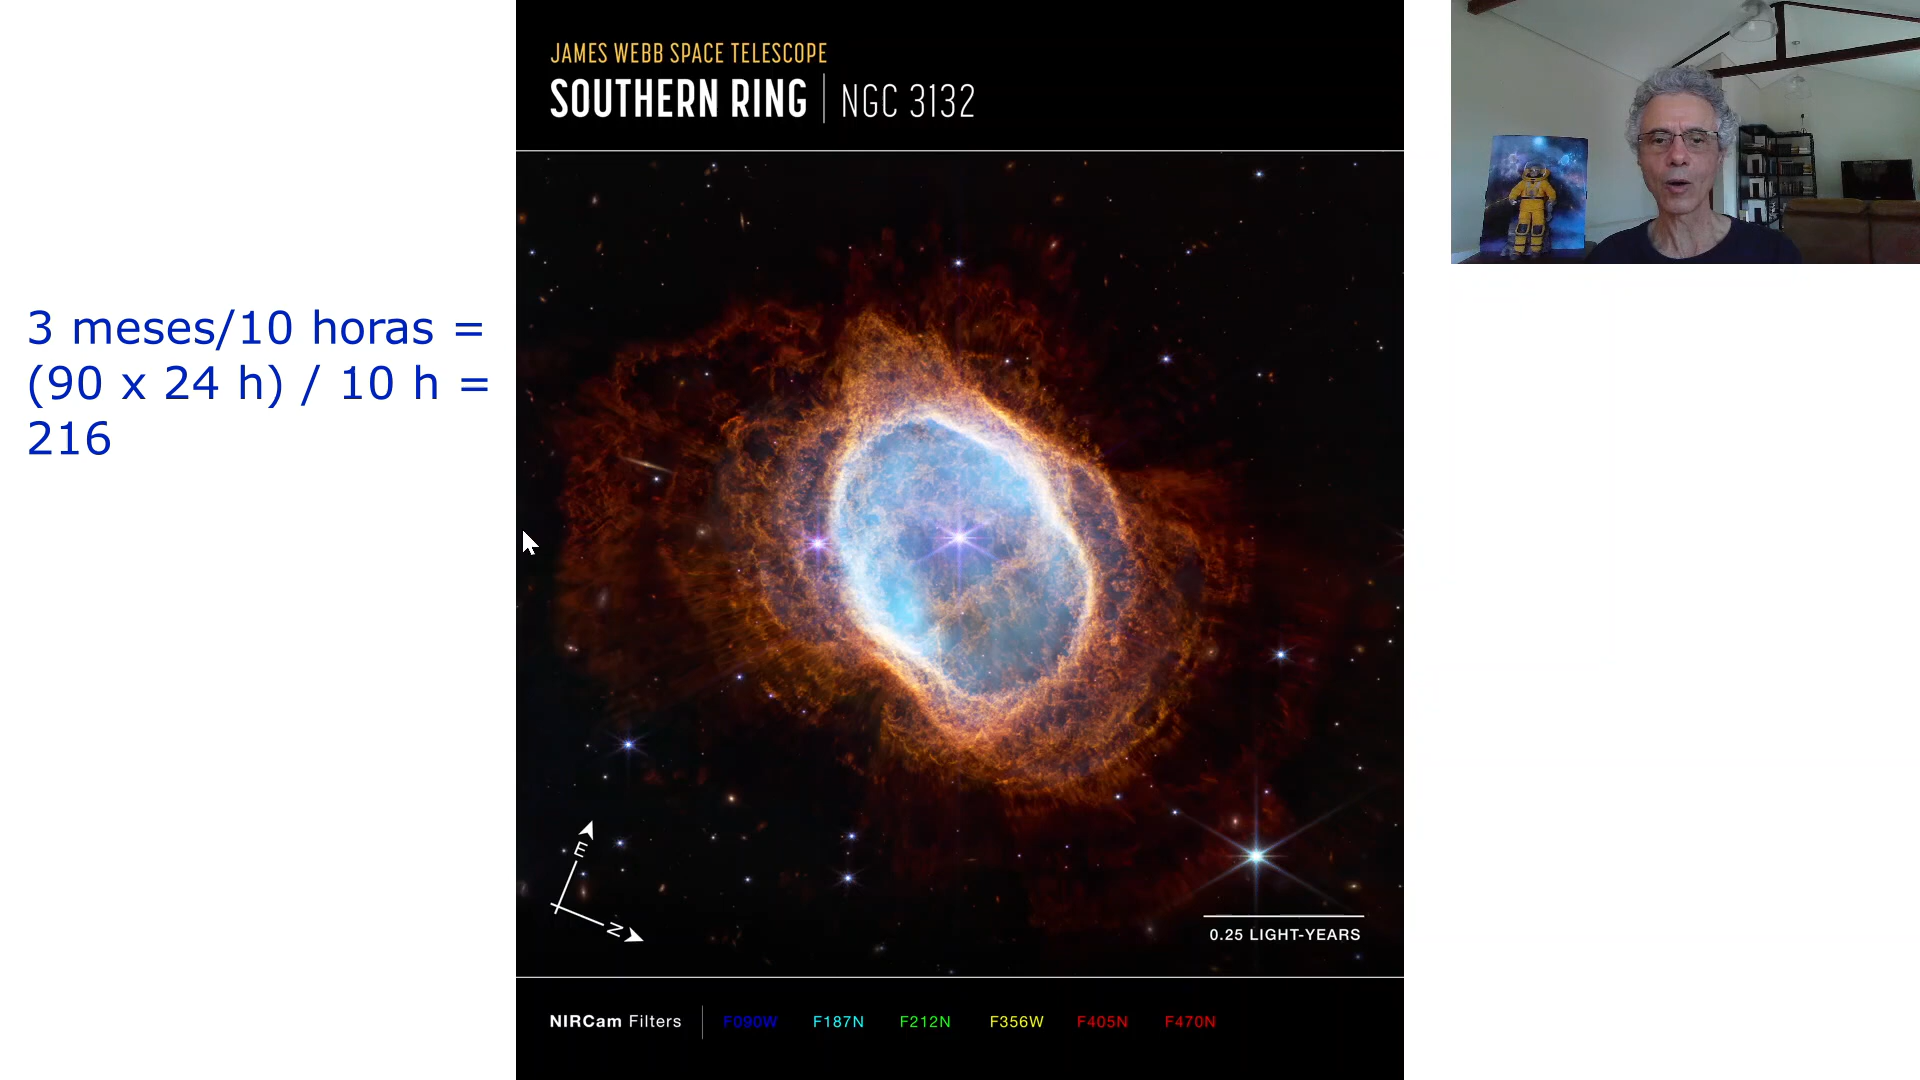 JAMES WEBB SPACE TELESCOPE
SOUTHERN RING | NGC 3132
3 meses/10 horas =
(90 x 24 h) / 10 h =
216
E
N
0.25 LIGHT-YEARS
NIRCam Filters | F090W F187N F212N F356W F405N F470N